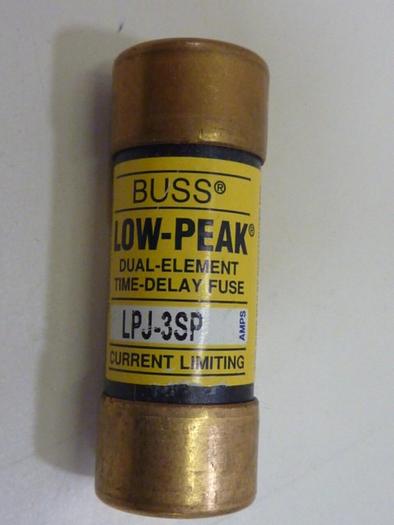 BUSS®
LOW-PEAK®
DUAL-ELEMENT
TIME-DELAY FUSE
LPJ-3SP AMPS
CURRENT LIMITING